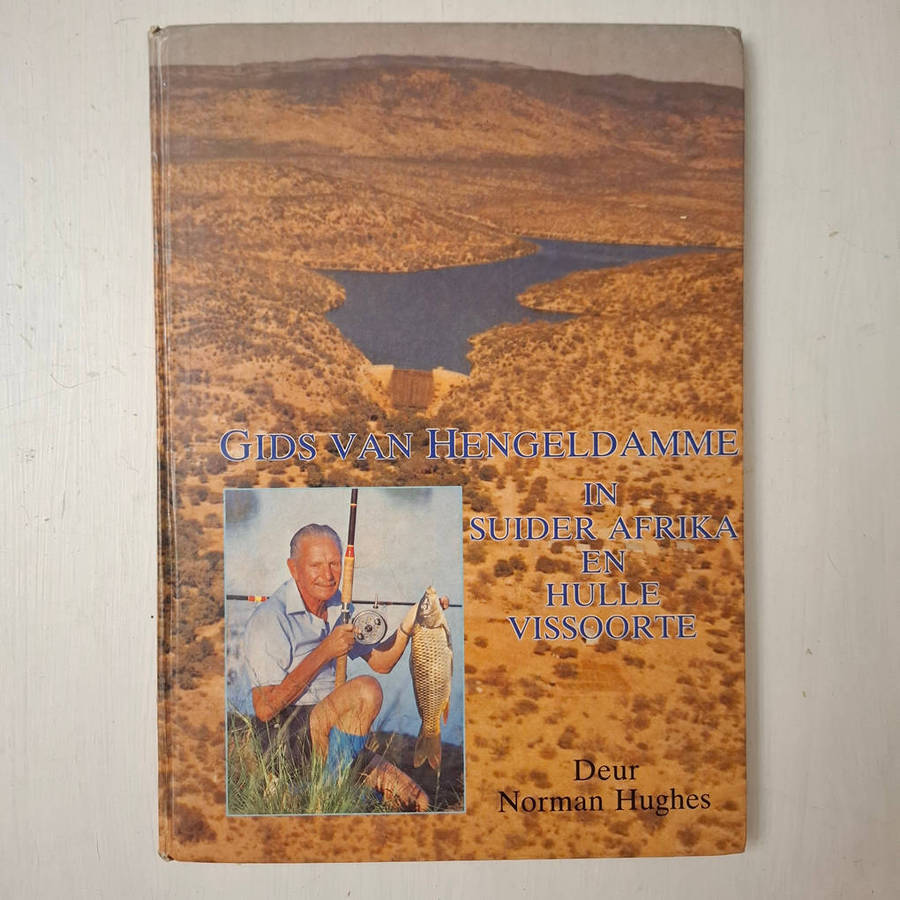 GIDS VAN HENGELDAMME
IN
SUIDER AFRIKA
EN
HULLE
VISSOORTE
Deur
Norman Hughes